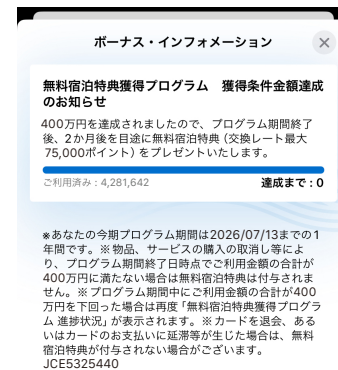 ボーナス・インフォメーション
無料宿泊特典獲得プログラム 獲得条件金額達成
のお知らせ
400万円を達成されましたので、プログラム期間終了
後、2か月後を目途に無料宿泊特典(交換レート最大
75,000ポイント)をプレゼントいたします。
ご利用済み : 4,281,642 達成まで : 0
※あなたの今期プログラム期間は2026/07/13までの1
年間です。※物品、サービスの購入の取消し等によ
り、プログラム期間終了日時点でご利用金額の合計が
400万円に満たない場合は無料宿泊特典は付与されま
せん。※プログラム期間中にご利用金額の合計が400
万円を下回った場合は再度「無料宿泊特典獲得プログラ
ム 進捗状況」が表示されます。※カードを退会、ある
いはカードのお支払いに延滞等が生じた場合は、無料
宿泊特典が付与されない場合がございます。
JCE5325440